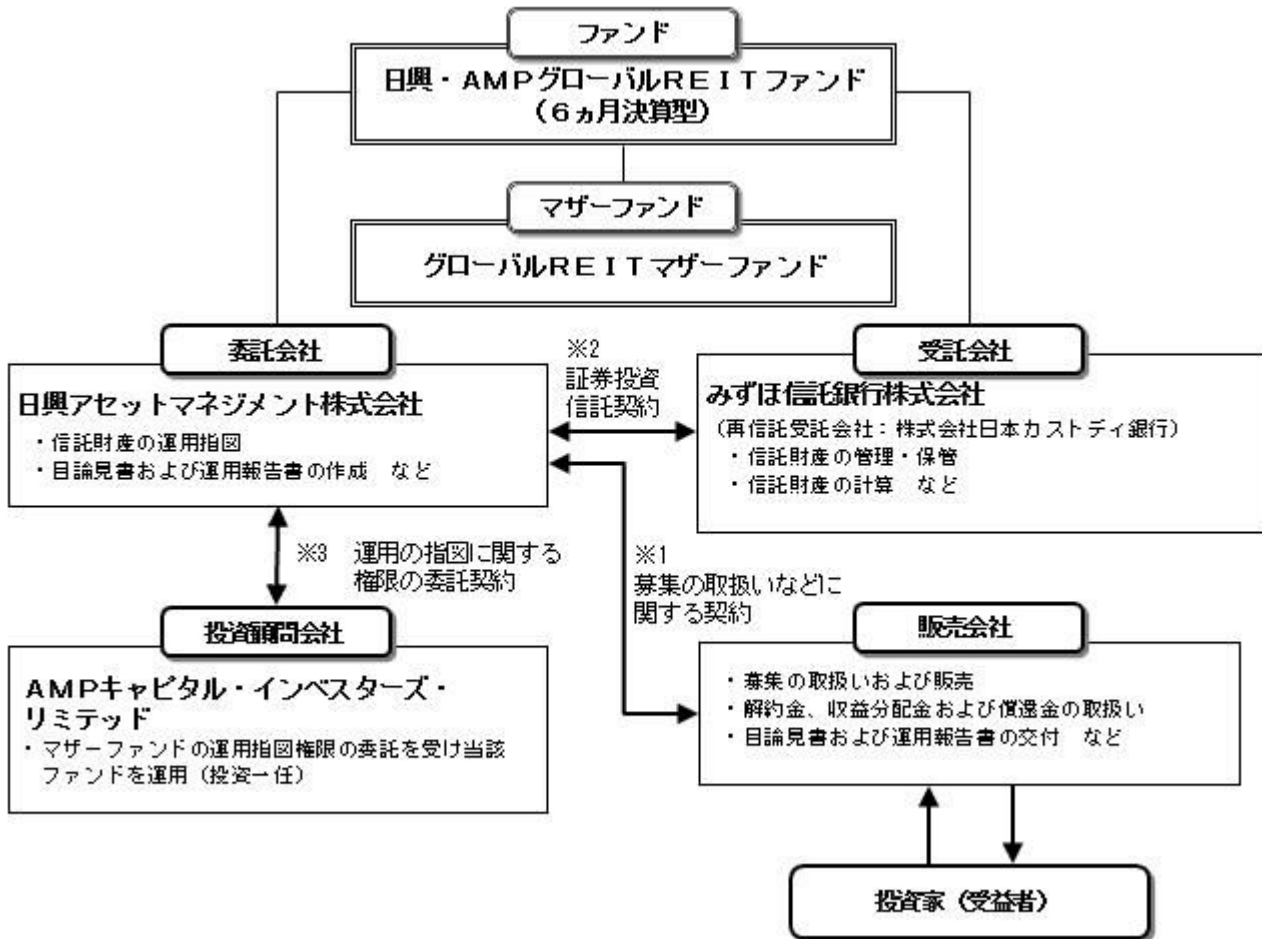 ファンド
日興・AMPグローバルREITファンド
(6ヵ月決算型)
マザーファンド
グローバルREITマザーファンド
委託会社
日興アセットマネジメント株式会社
・信託財産の運用指図
・目論見書および運用報告書の作成 など
※2
証券投資
信託契約
受託会社
みずほ信託銀行株式会社
(再信託受託会社:株式会社日本カストディ銀行)
・信託財産の管理・保管
・信託財産の計算 など
※3 運用の指図に関する
権限の委託契約
※1
募集の取扱いなどに
関する契約
投資顧問会社
AMPキャピタル・インベスターズ・
リミテッド
・マザーファンドの運用指図権限の委託を受け当該
ファンドを運用(投資一任)
販売会社
・募集の取扱いおよび販売
・解約金、収益分配金および償還金の取扱い
・目論見書および運用報告書の交付 など
投資家(受益者)